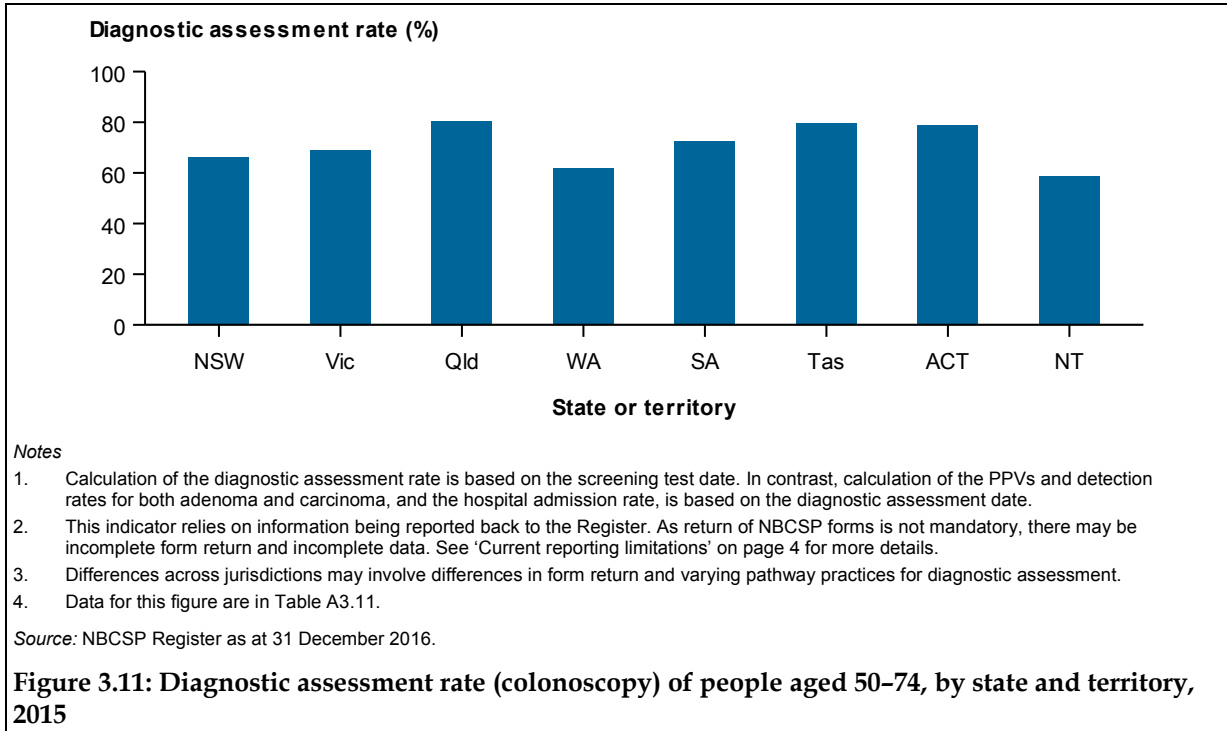 Diagnostic assessment rate (%)
100
80
60
40
20
0
NSW Vic Qld WA SA Tas ACT NT
State or territory
Notes
1. Calculation of the diagnostic assessment rate is based on the screening test date. In contrast, calculation of the PPVs and detection
rates for both adenoma and carcinoma, and the hospital admission rate, is based on the diagnostic assessment date.
2. This indicator relies on information being reported back to the Register. As return of NBCSP forms is not mandatory, there may be
incomplete form return and incomplete data. See ‘Current reporting limitations’ on page 4 for more details.
3. Differences across jurisdictions may involve differences in form return and varying pathway practices for diagnostic assessment.
4. Data for this figure are in Table A3.11.
Source: NBCSP Register as at 31 December 2016.
Figure 3.11: Diagnostic assessment rate (colonoscopy) of people aged 50–74, by state and territory,
2015